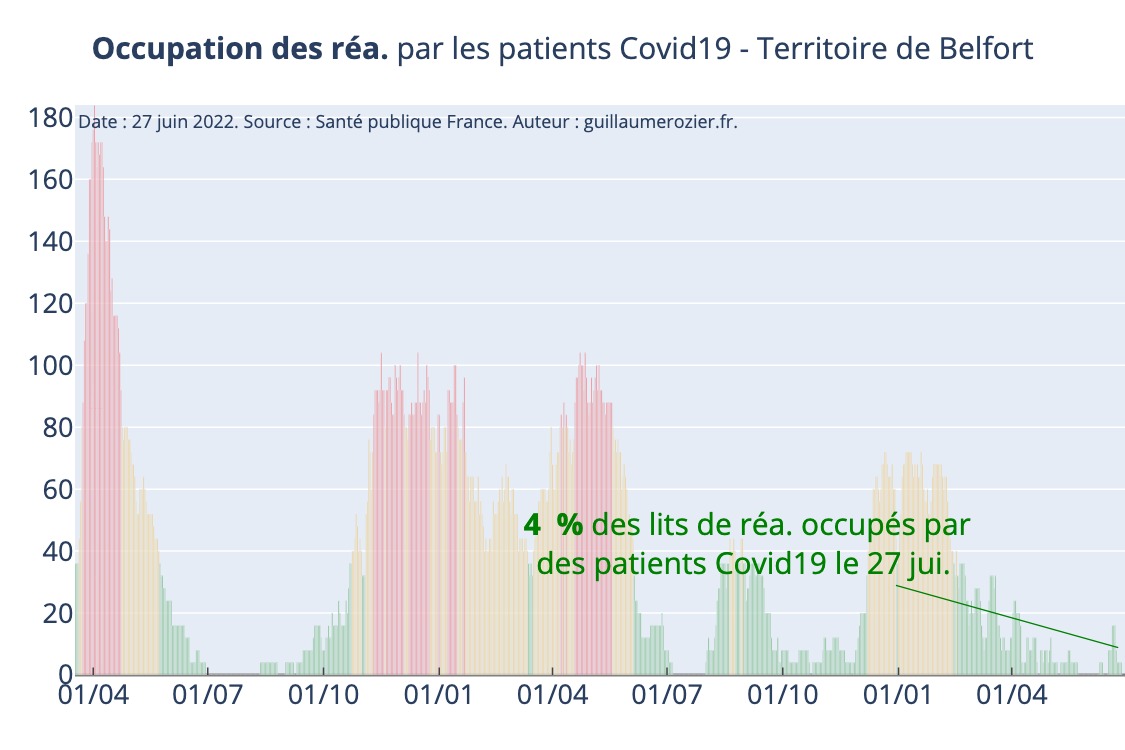 Occupation des réa. par les patients Covid19 - Territoire de Belfort
180
Date : 27 juin 2022. Source : Santé publique France. Auteur : guillaumerozier.fr.
160
140
120
100
80
60
4 % des lits de réa. occupés par
des patients Covid19 le 27 jui.
40
20
0
01/04 01/07 01/10 01/01 01/04 01/07 01/10 01/01 01/04